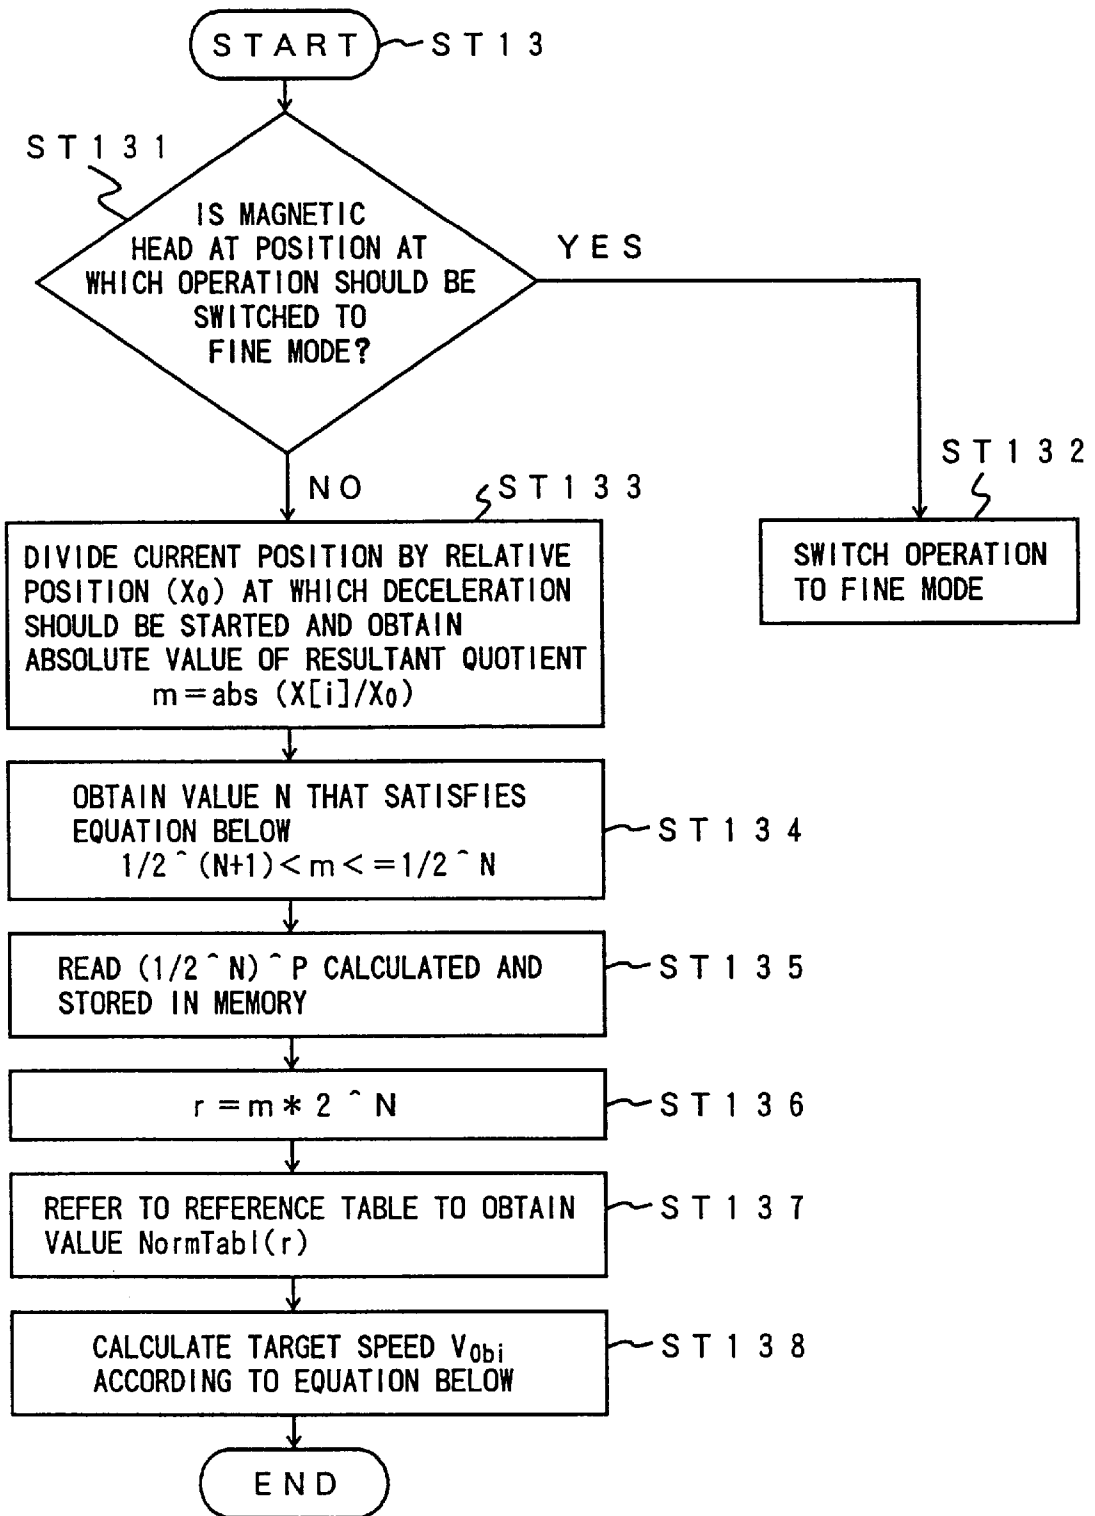 START
ST13
ST131
IS MAGNETIC
HEAD AT POSITION AT
WHICH OPERATION SHOULD BE
SWITCHED TO
FINE MODE?
YES
ST132
SWITCH OPERATION
TO FINE MODE
NO
ST133
DIVIDE CURRENT POSITION BY RELATIVE
POSITION (X0) AT WHICH DECELERATION
SHOULD BE STARTED AND OBTAIN
ABSOLUTE VALUE OF RESULTANT QUOTIENT
m=abs (X[i]/X0)
OBTAIN VALUE N THAT SATISFIES
EQUATION BELOW
1/2^(N+1)<m<=1/2^N
ST134
READ (1/2^N)^P CALCULATED AND
STORED IN MEMORY
ST135
r=m*2^N
ST136
REFER TO REFERENCE TABLE TO OBTAIN
VALUE NormTabl(r)
ST137
CALCULATE TARGET SPEED VObi
ACCORDING TO EQUATION BELOW
ST138
END